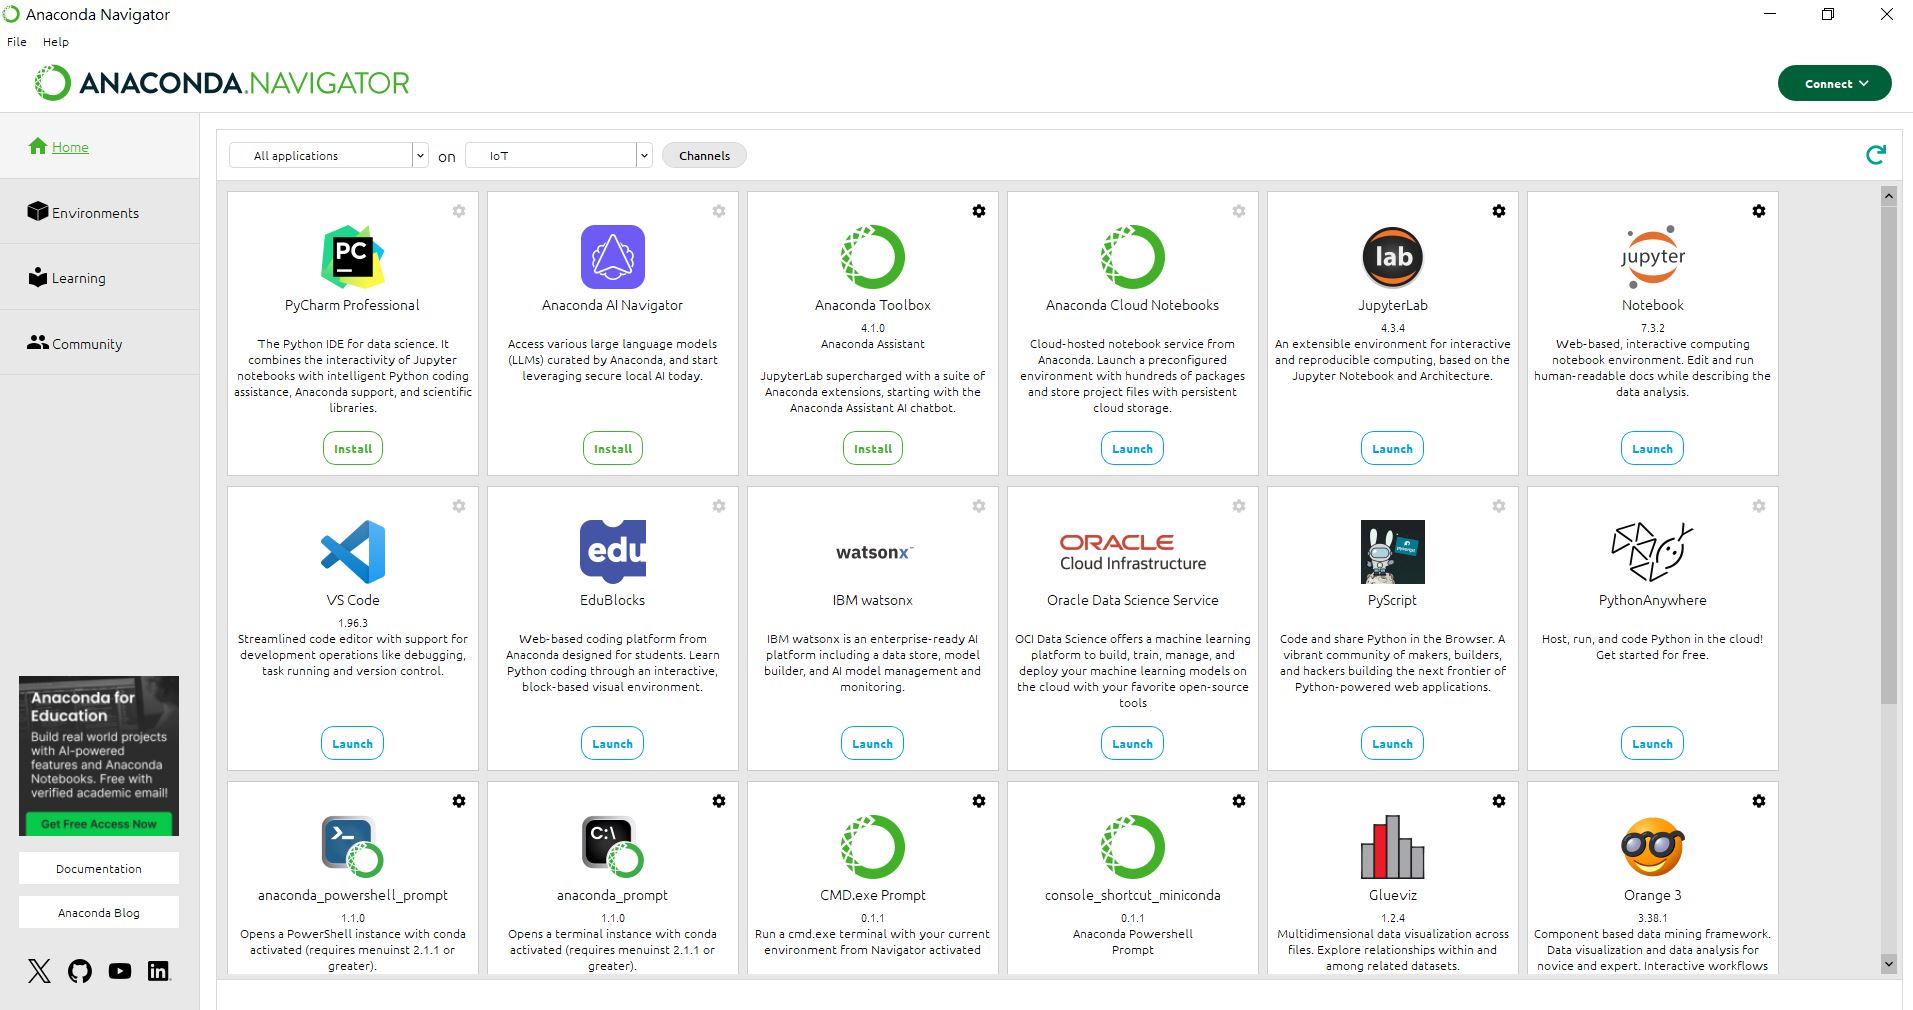 Anaconda Navigator
File Help
ANACONDA.NAVIGATOR
Connect
Home
Environments
Learning
Community
Anaconda for
Education
Build real world projects
with AI-powered
features and Anaconda
Notebooks. Free with
verified academic email!
Get Free Access Now
Documentation
Anaconda Blog
All applications on IoT Channels
PC
PyCharm Professional
The Python IDE for data science. It
combines the interactivity of Jupyter
notebooks with intelligent Python coding
assistance, Anaconda support, and scientific
libraries.
Install
Anaconda AI Navigator
Access various large language models
(LLMs) curated by Anaconda, and start
leveraging secure local AI today.
Install
Anaconda Toolbox
4.1.0
Anaconda Assistant
JupyterLab supercharged with a suite of
Anaconda extensions, starting with the
Anaconda Assistant AI chatbot.
Install
Anaconda Cloud Notebooks
Cloud-hosted notebook service from
Anaconda. Launch a preconfigured
environment with hundreds of packages
and store project files with persistent
cloud storage.
Launch
lab
JupyterLab
4.3.4
An extensible environment for interactive
and reproducible computing, based on the
Jupyter Notebook and Architecture.
Launch
jupyter
Notebook
7.3.2
Web-based, interactive computing
notebook environment. Edit and run
human-readable docs while describing the
data analysis.
Launch
VS Code
1.96.3
Streamlined code editor with support for
development operations like debugging,
task running and version control.
Launch
edu
EduBlocks
Web-based coding platform from
Anaconda designed for students. Learn
Python coding through an interactive,
block-based visual environment.
Launch
watsonx™
IBM watsonx
IBM watsonx is an enterprise-ready AI
platform including a data store, model
builder, and AI model management and
monitoring.
Launch
ORACLE
Cloud Infrastructure
Oracle Data Science Service
OCI Data Science offers a machine learning
platform to build, train, manage, and
deploy your machine learning models on
the cloud with your favorite open-source
tools
Launch
PyScript
Code and share Python in the Browser. A
vibrant community of makers, builders,
and hackers building the next frontier of
Python-powered web applications.
Launch
PythonAnywhere
Host, run, and code Python in the cloud!
Get started for free.
Launch
>_
anaconda_powershell_prompt
1.1.0
Opens a PowerShell instance with conda
activated (requires menuinst 2.1.1 or
greater).
C:\
anaconda_prompt
1.1.0
Opens a terminal instance with conda
activated (requires menuinst 2.1.1 or
greater).
CMD.exe Prompt
0.1.1
Run a cmd.exe terminal with your current
environment from Navigator activated
console_shortcut_miniconda
0.1.1
Anaconda Powershell
Prompt
Glueviz
1.2.4
Multidimensional data visualization across
files. Explore relationships within and
among related datasets.
Orange 3
3.38.1
Component based data mining framework.
Data visualization and data analysis for
novice and expert. Interactive workflows